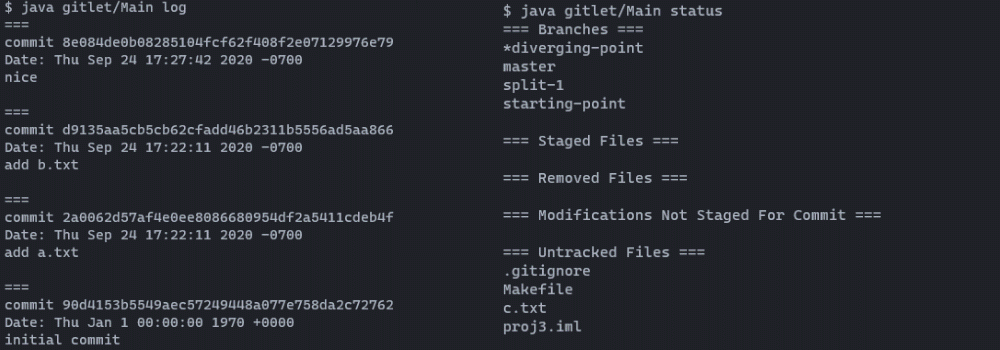 $ java gitlet/Main log
===
commit 8e084de0b08285104fcf62f408f2e07129976e79
Date: Thu Sep 24 17:27:42 2020 -0700
nice
===
commit d9135aa5cb5cb62cfadd46b2311b5556ad5aa866
Date: Thu Sep 24 17:22:11 2020 -0700
add b.txt
===
commit 2a0062d57af4e0ee8086680954df2a5411cdeb4f
Date: Thu Sep 24 17:22:11 2020 -0700
add a.txt
===
commit 90d4153b5549aec57249448a077e758da2c72762
Date: Thu Jan 1 00:00:00 1970 +0000
initial commit
$ java gitlet/Main status
=== Branches ===
*diverging-point
master
split-1
starting-point
=== Staged Files ===
=== Removed Files ===
=== Modifications Not Staged For Commit ===
=== Untracked Files ===
.gitignore
Makefile
c.txt
proj3.iml